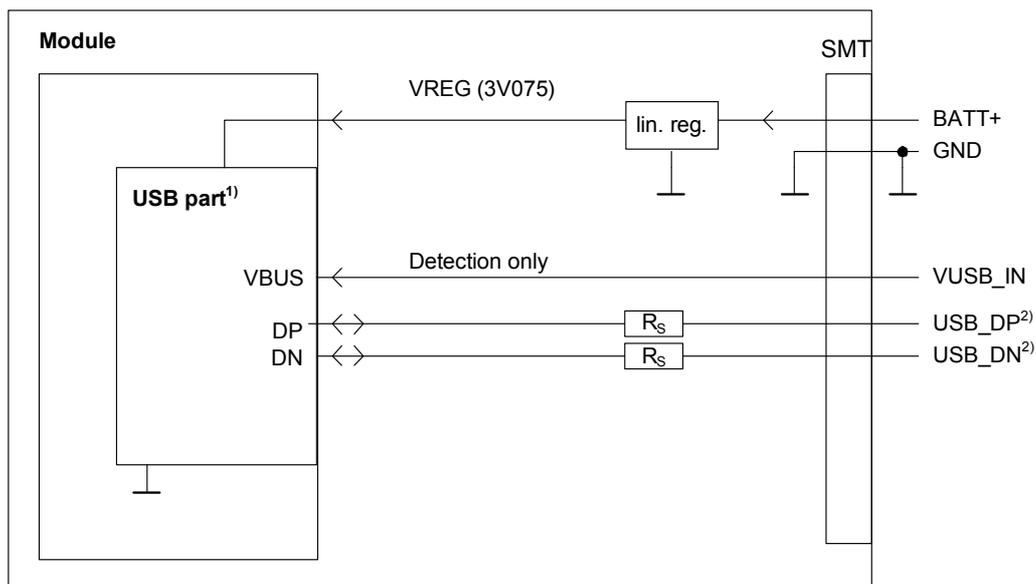 Module
SMT
VREG (3V075)
lin. reg.
BATT+
GND
USB part1)
Detection only
VBUS
VUSB_IN
DP
RS
USB_DP2)
DN
RS
USB_DN2)